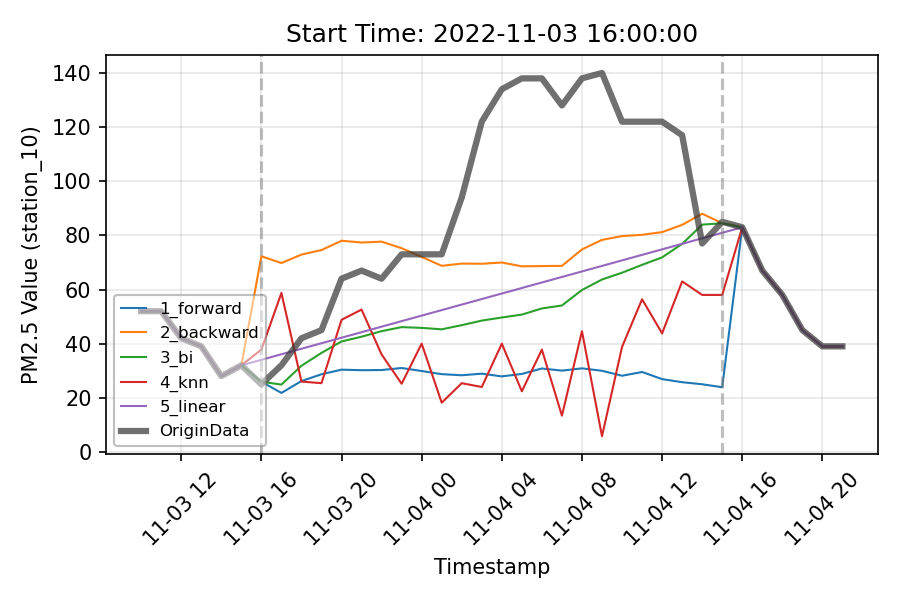 Start Time: 2022-11-03 16:00:00
PM2.5 Value (station_10)
140
120
100
80
60
40
20
0
1_forward
2_backward
3_bi
4_knn
5_linear
OriginData
11-03 12
11-03 16
11-03 20
11-04 00
11-04 04
11-04 08
11-04 12
11-04 16
11-04 20
Timestamp